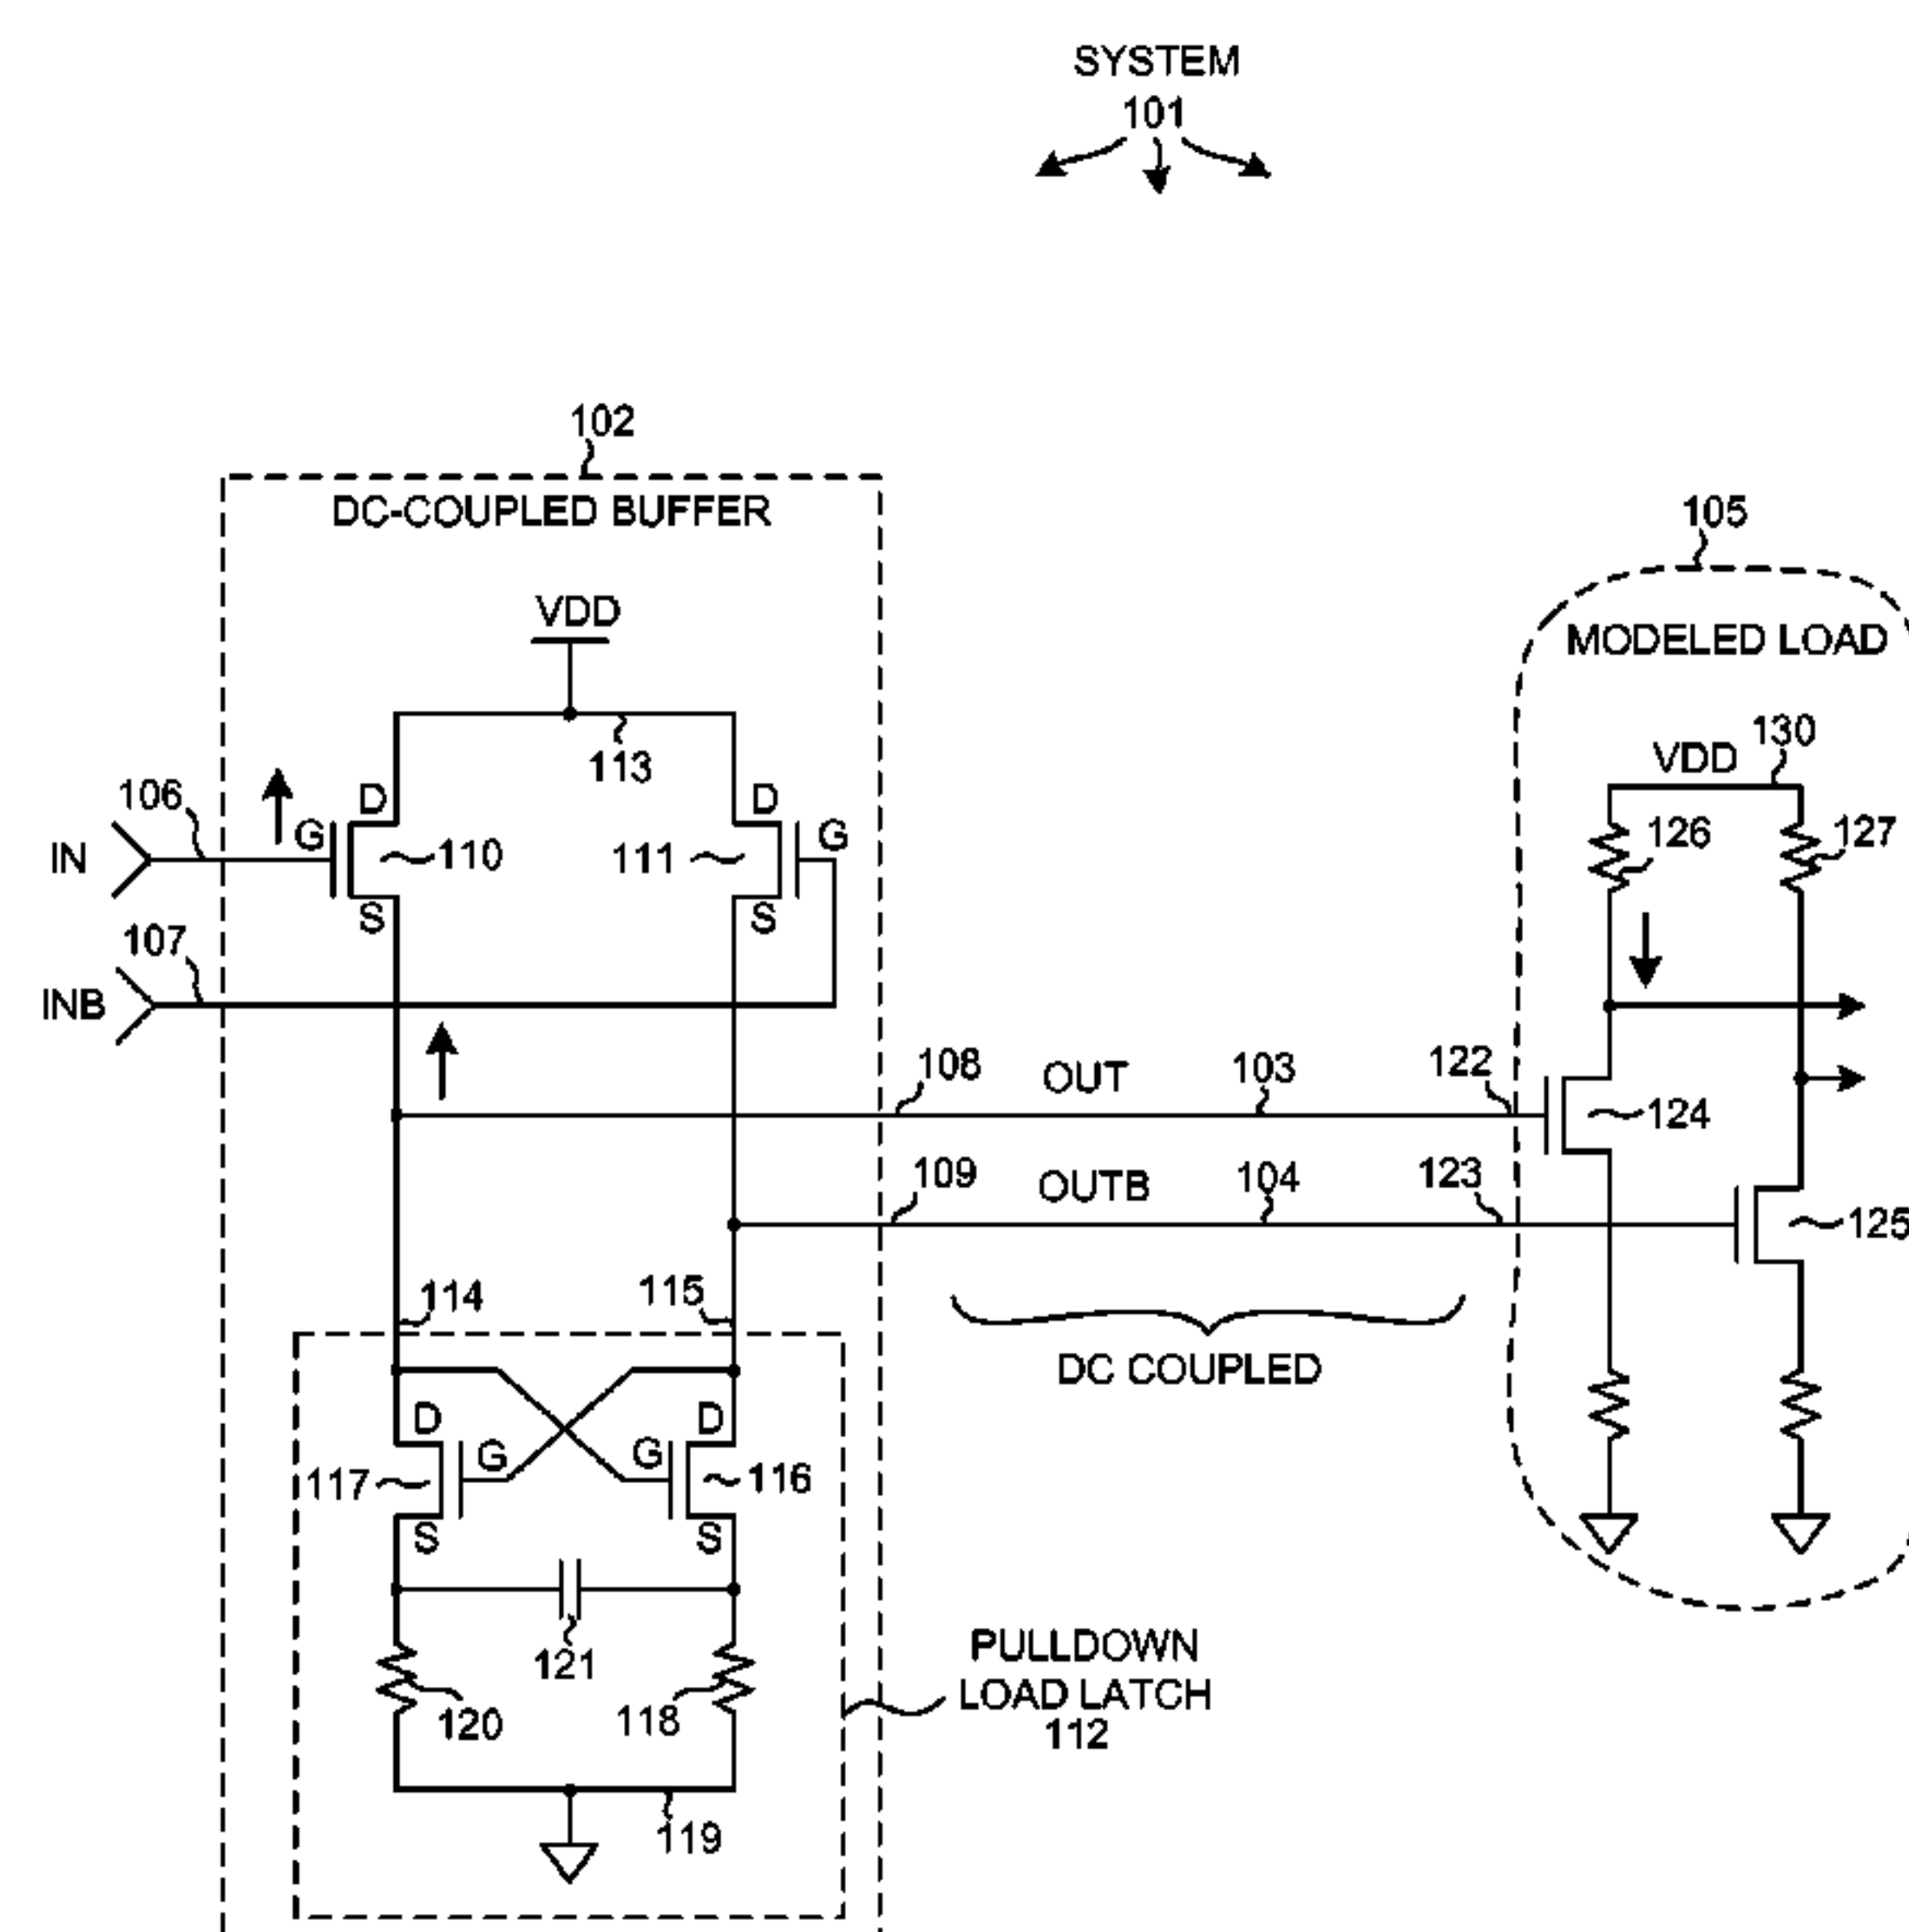 SYSTEM
101
102
DC-COUPLED BUFFER
105
VDD
MODELED LOAD
113
130
VDD
106
D
D
G
110
111
G
126
127
IN
S
S
107
INB
108
OUT
103
122
124
109
OUTB
104
123
125
114
115
DC COUPLED
D
D
G
G
117
116
S
S
121
PULLDOWN
LOAD LATCH
112
120
118
119